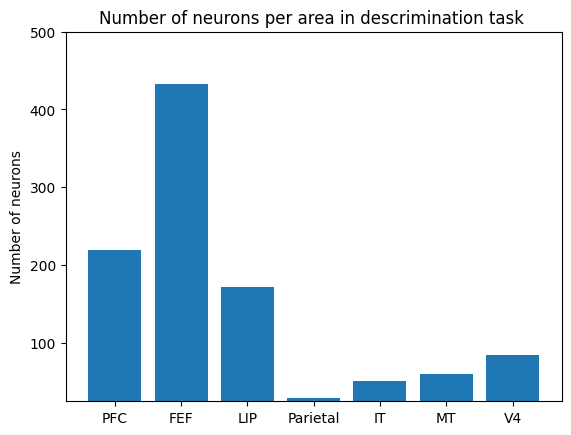 Number of neurons per area in descrimination task
500
400
300
200
100
Number of neurons
PFC FEF LIP Parietal IT MT V4